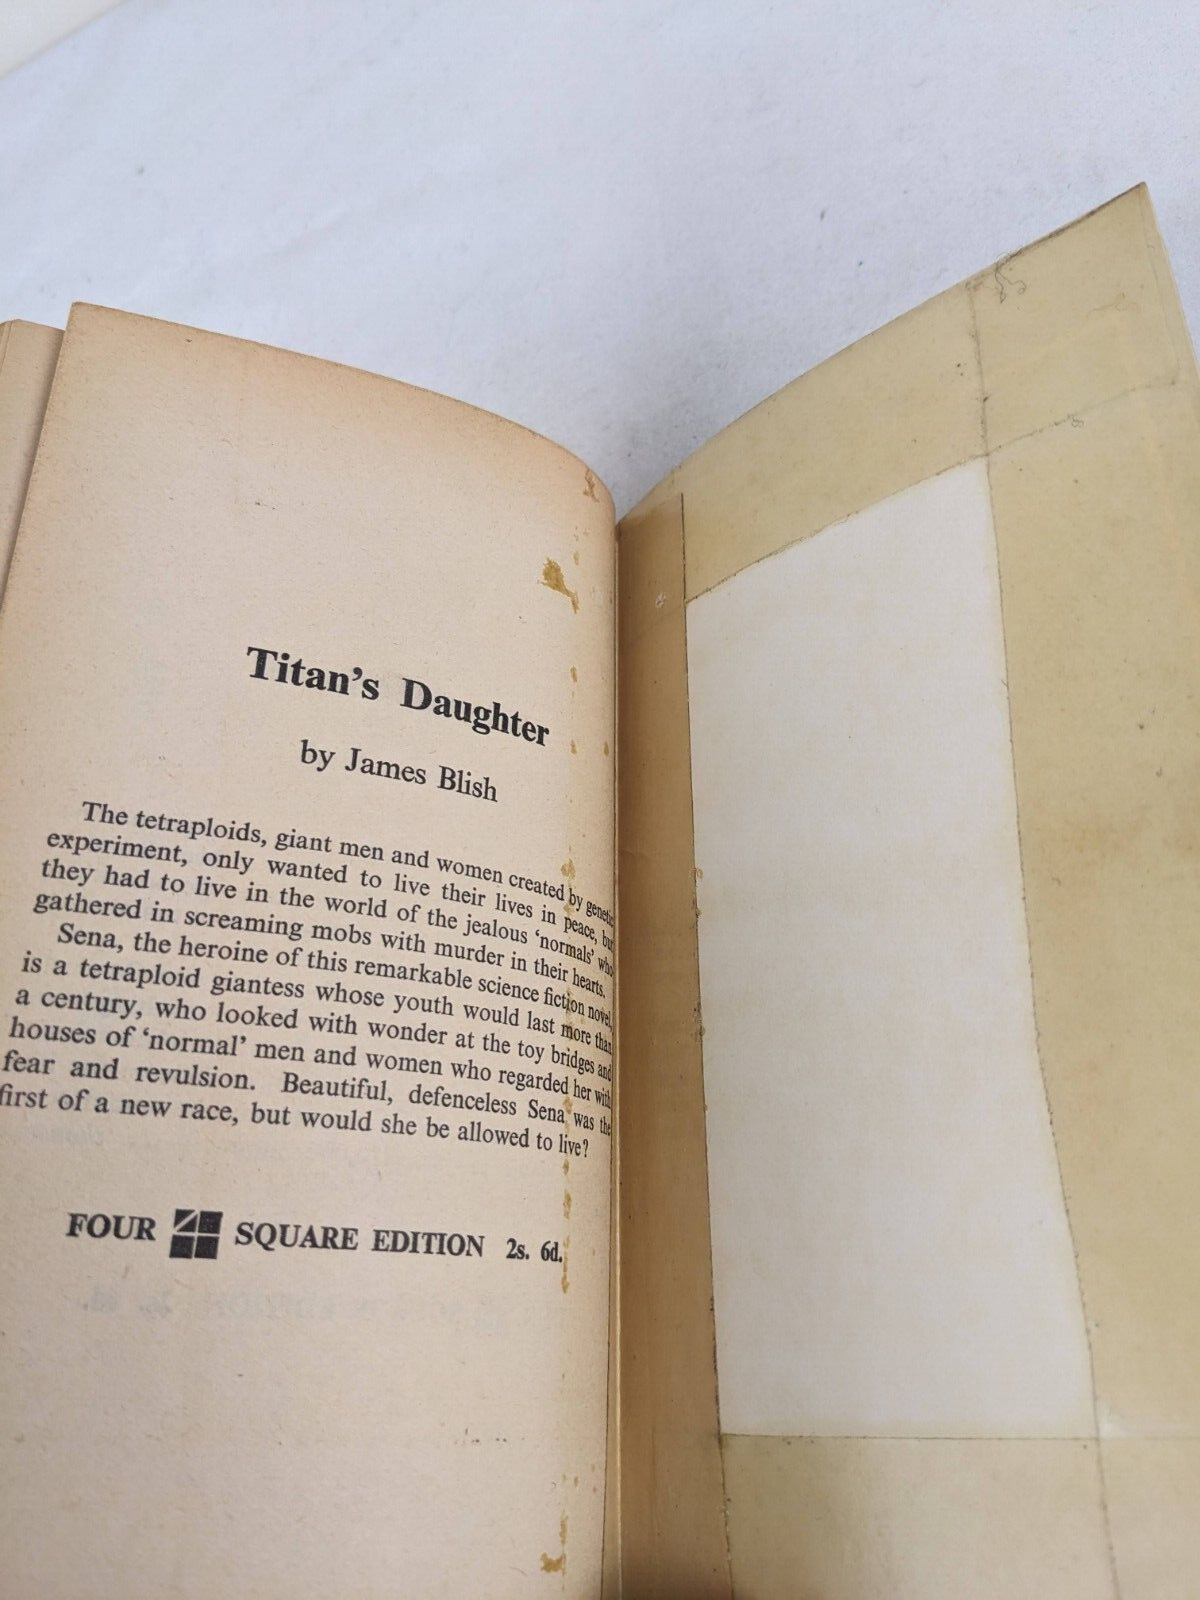 Titan's Daughter
by James Blish
The tetraploids, giant men and women created by genetic
experiment, only wanted to live their lives in peace, but
they had to live in the world of the jealous 'normals' who
gathered in screaming mobs with murder in their hearts.
Sena, the heroine of this remarkable science fiction novel,
is a tetraploid giantess whose youth would last more than
a century, who looked with wonder at the toy bridges and
houses of 'normal' men and women who regarded her with
fear and revulsion. Beautiful, defenceless Sena was the
first of a new race, but would she be allowed to live?
FOUR SQUARE EDITION 2s. 6d.